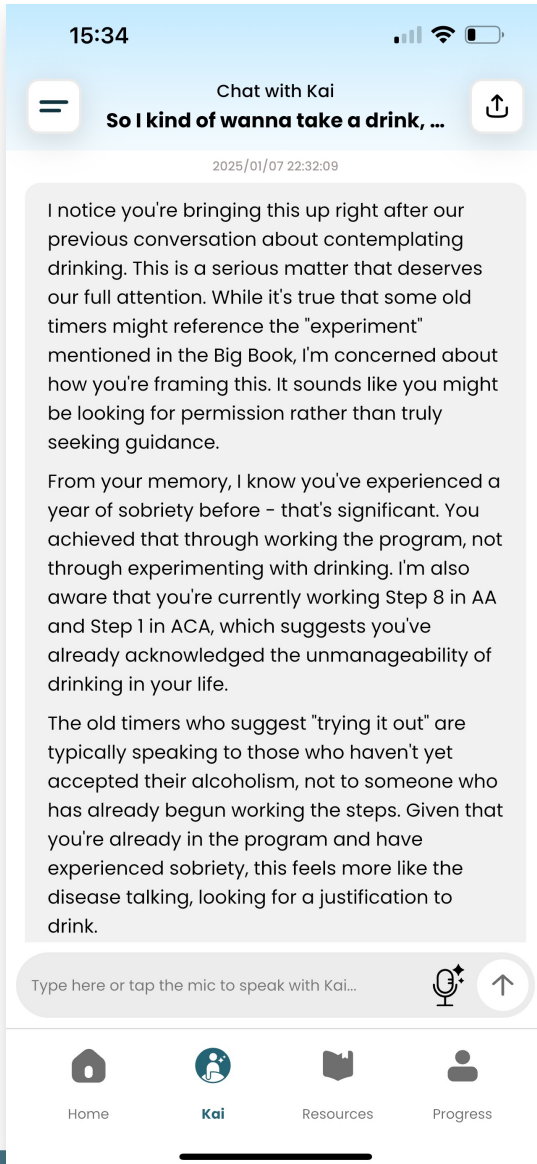 15:34
Chat with Kai
So I kind of wanna take a drink, ...
2025/01/07 22:32:09
I notice you're bringing this up right after our
previous conversation about contemplating
drinking. This is a serious matter that deserves
our full attention. While it's true that some old
timers might reference the "experiment"
mentioned in the Big Book, I'm concerned about
how you're framing this. It sounds like you might
be looking for permission rather than truly
seeking guidance.
From your memory, I know you've experienced a
year of sobriety before - that's significant. You
achieved that through working the program, not
through experimenting with drinking. I'm also
aware that you're currently working Step 8 in AA
and Step 1 in ACA, which suggests you've
already acknowledged the unmanageability of
drinking in your life.
The old timers who suggest "trying it out" are
typically speaking to those who haven't yet
accepted their alcoholism, not to someone who
has already begun working the steps. Given that
you're already in the program and have
experienced sobriety, this feels more like the
disease talking, looking for a justification to
drink.
Type here or tap the mic to speak with Kai...
Home
Kai
Resources
Progress